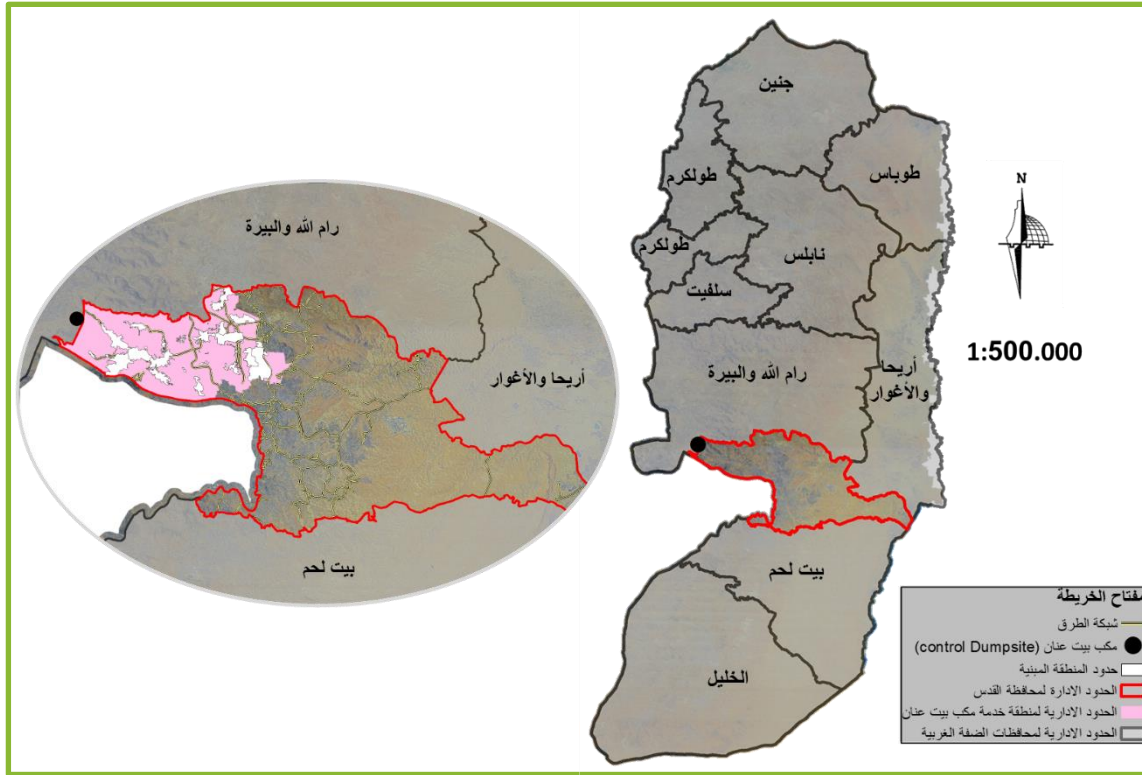 رام الله والبيرة
أريحا والأغوار
بيت لحم
جنين
طوباس
طولكرم
نابلس
طولكرم
سلفيت
رام الله والبيرة
أريحا
والأغوار
بيت لحم
الخليل
N
1:500.000
مفتاح الخريطة
شبكة الطرق
مكب بيت عنان (control Dumpsite)
حدود المنطقة المبنية
الحدود الادارة لمحافظة القدس
الحدود الادارية لمنطقة خدمة مكب بيت عنان
الحدود الادارية لمحافظات الضفة الغربية